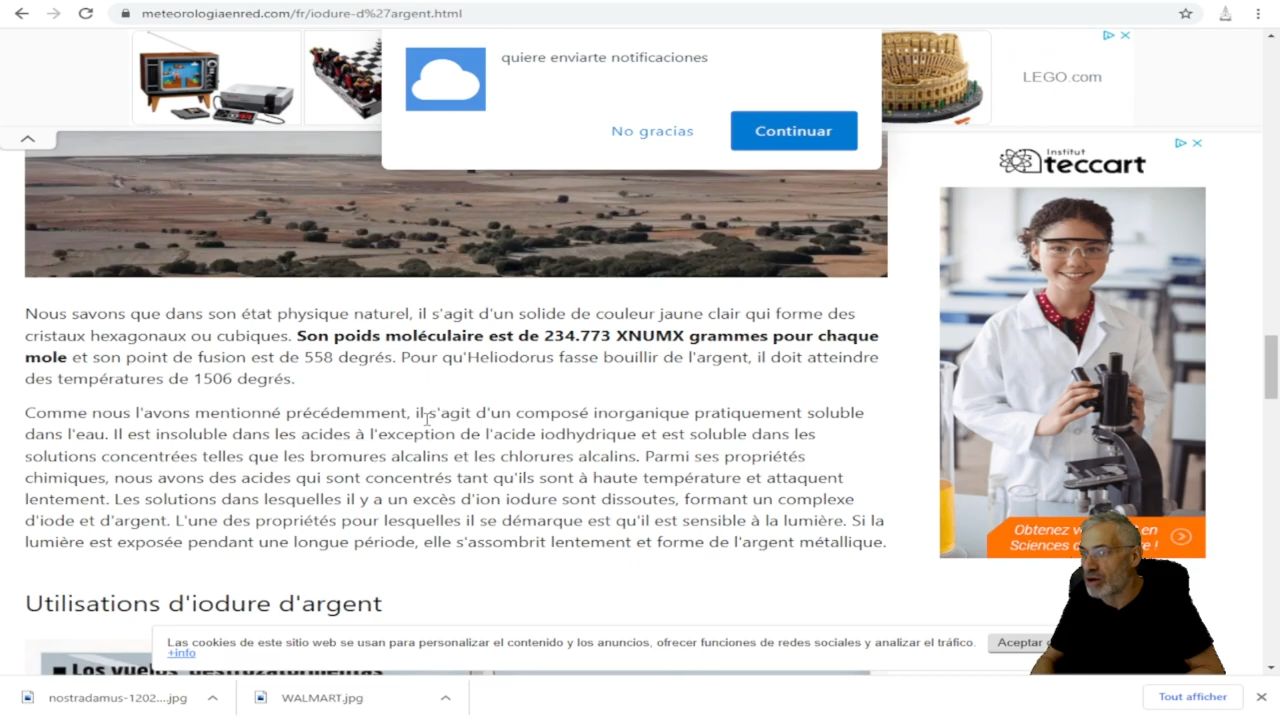 meteorologiaenred.com/fr/iodure-d%27argent.html
quiere enviarte notificaciones
No gracias
Continuar
LEGO.com
Institut
teccart
Nous savons que dans son état physique naturel, il s'agit d'un solide de couleur jaune clair qui forme des
cristaux hexagonaux ou cubiques. Son poids moléculaire est de 234.773 XNUMX grammes pour chaque
mole et son point de fusion est de 558 degrés. Pour qu'Heliodorus fasse bouillir de l'argent, il doit atteindre
des températures de 1506 degrés.
Comme nous l'avons mentionné précédemment, il s'agit d'un composé inorganique pratiquement soluble
dans l'eau. Il est insoluble dans les acides à l'exception de l'acide iodhydrique et est soluble dans les
solutions concentrées telles que les bromures alcalins et les chlorures alcalins. Parmi ses propriétés
chimiques, nous avons des acides qui sont concentrés tant qu'ils sont à haute température et attaquent
lentement. Les solutions dans lesquelles il y a un excès d'ion iodure sont dissoutes, formant un complexe
d'iode et d'argent. L'une des propriétés pour lesquelles il se démarque est qu'il est sensible à la lumière. Si la
lumière est exposée pendant une longue période, elle s'assombrit lentement et forme de l'argent métallique.
Obtenez en
Sciences !
Utilisations d'iodure d'argent
Las cookies de este sitio web se usan para personalizar el contenido y los anuncios, ofrecer funciones de redes sociales y analizar el tráfico.
+info
Aceptar
Los vuelos
nostradamus-1202....jpg
WALMART.jpg
Tout afficher